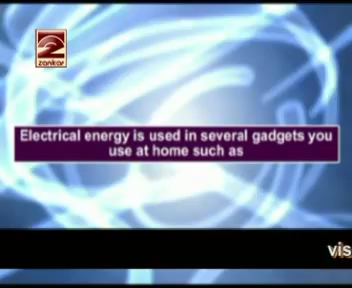 zankar
Electrical energy is used in several gadgets you
use at home such as
vis